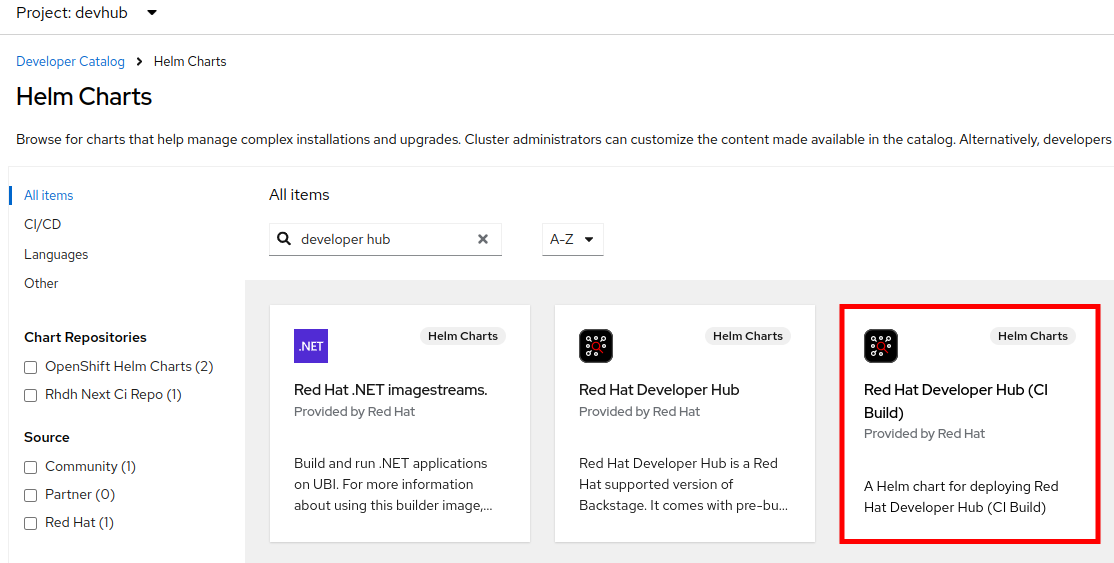 Project: devhub
Developer Catalog > Helm Charts
Helm Charts
Browse for charts that help manage complex installations and upgrades. Cluster administrators can customize the content made available in the catalog. Alternatively, developers
All items
CI/CD
Languages
Other
Chart Repositories
OpenShift Helm Charts (2)
Rhdh Next Ci Repo (1)
Source
Community (1)
Partner (0)
Red Hat (1)
All items
developer hub
A-Z
.NET
Helm Charts
Red Hat .NET imagestreams.
Provided by Red Hat
Build and run .NET applications
on UBI. For more information
about using this builder image,...
Helm Charts
Red Hat Developer Hub
Provided by Red Hat
Red Hat Developer Hub is a Red
Hat supported version of
Backstage. It comes with pre-bu...
Helm Charts
Red Hat Developer Hub (CI
Build)
Provided by Red Hat
A Helm chart for deploying Red
Hat Developer Hub (CI Build)